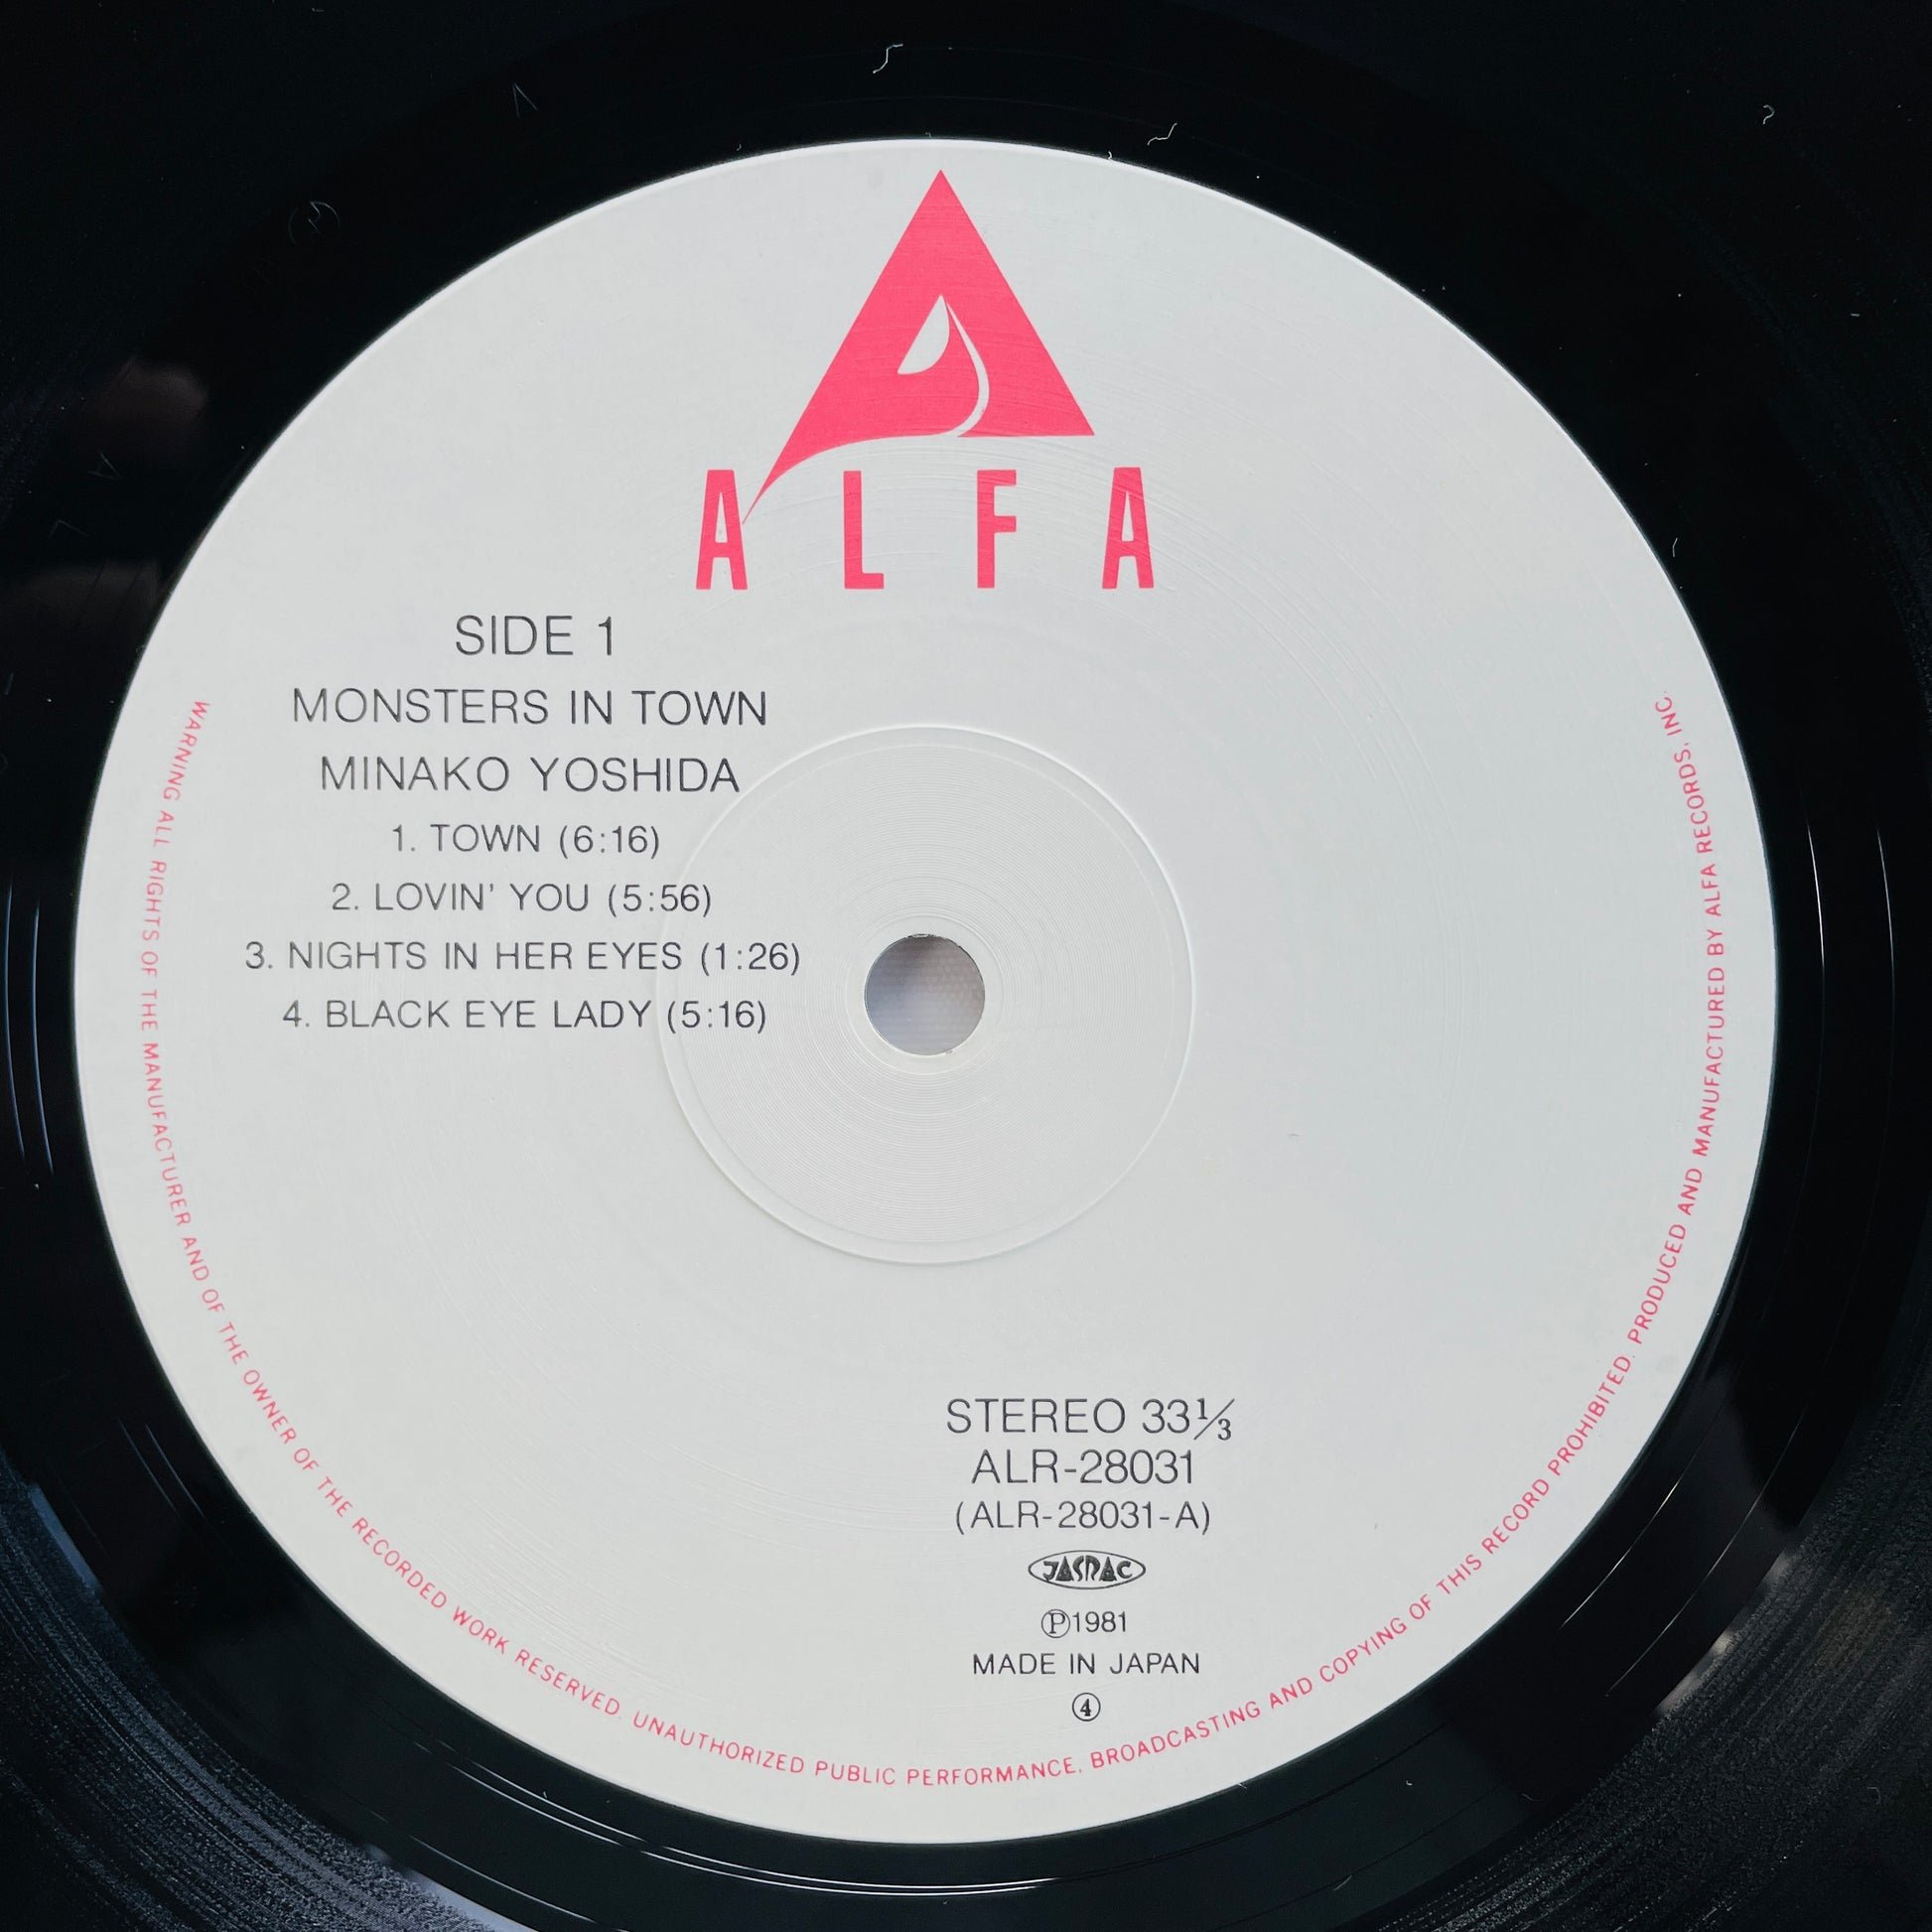 ALFA
SIDE 1
MONSTERS IN TOWN
MINAKO YOSHIDA
1. TOWN (6:16)
2. LOVIN' YOU (5:56)
3. NIGHTS IN HER EYES (1:26)
4. BLACK EYE LADY (5:16)
STEREO 33⅓
ALR-28031
(ALR-28031-A)
JASRAC
Ⓟ1981
MADE IN JAPAN
④
WARNING ALL RIGHTS OF THE MANUFACTURER AND OF THE OWNER OF THE RECORDED WORK RESERVED. UNAUTHORIZED PUBLIC PERFORMANCE, BROADCASTING AND COPYING OF THIS RECORD PROHIBITED. PRODUCED AND MANUFACTURED BY ALFA RECORDS, INC.